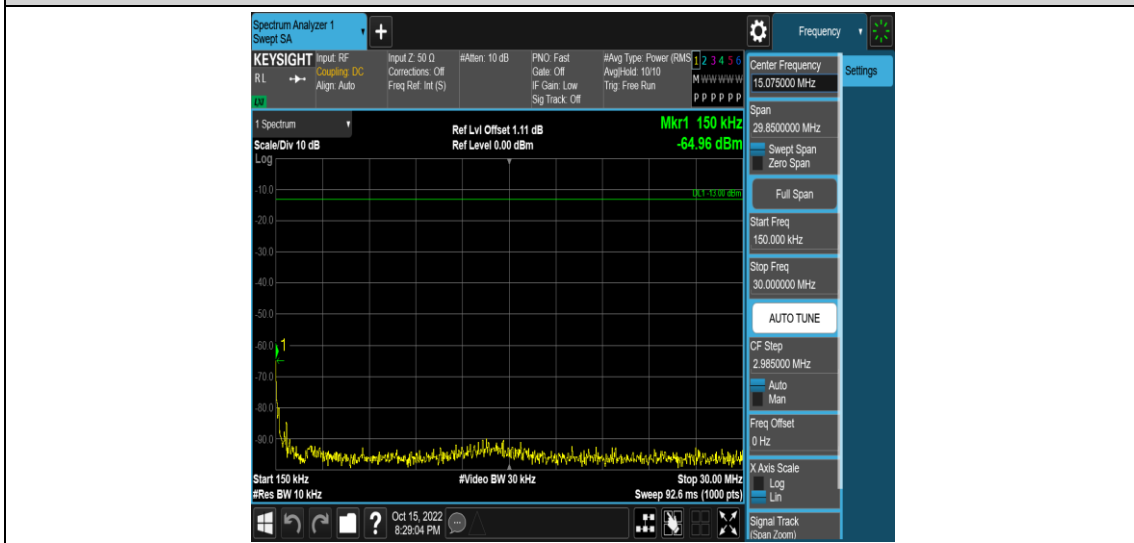 Spectrum Analyzer 1
Swept SA
+
Frequency
KEYSIGHT
RL
LXI
Input: RF
Coupling: DC
Align: Auto
Input Z: 50 Ω
Corrections: Off
Freq Ref: Int (S)
#Atten: 10 dB
PNO: Fast
Gate: Off
IF Gain: Low
Sig Track: Off
#Avg Type: Power (RMS
Avg|Hold: 10/10
Trig: Free Run
1 2 3 4 5 6
M W W W W W
P P P P P P
1 Spectrum
Scale/Div 10 dB
Log
Ref Lvl Offset 1.11 dB
Ref Level 0.00 dBm
Mkr1 150 kHz
-64.96 dBm
DL1 -13.00 dBm
-10.0
-20.0
-30.0
-40.0
-50.0
-60.0
1
-70.0
-80.0
-90.0
Start 150 kHz
#Res BW 10 kHz
#Video BW 30 kHz
Stop 30.00 MHz
Sweep 92.6 ms (1000 pts)
?
Oct 15, 2022
8:29:04 PM
Settings
Center Frequency
15.075000 MHz
Span
29.8500000 MHz
Swept Span
Zero Span
Full Span
Start Freq
150.000 kHz
Stop Freq
30.000000 MHz
AUTO TUNE
CF Step
2.985000 MHz
Auto
Man
Freq Offset
0 Hz
X Axis Scale
Log
Lin
Signal Track
(Span Zoom)